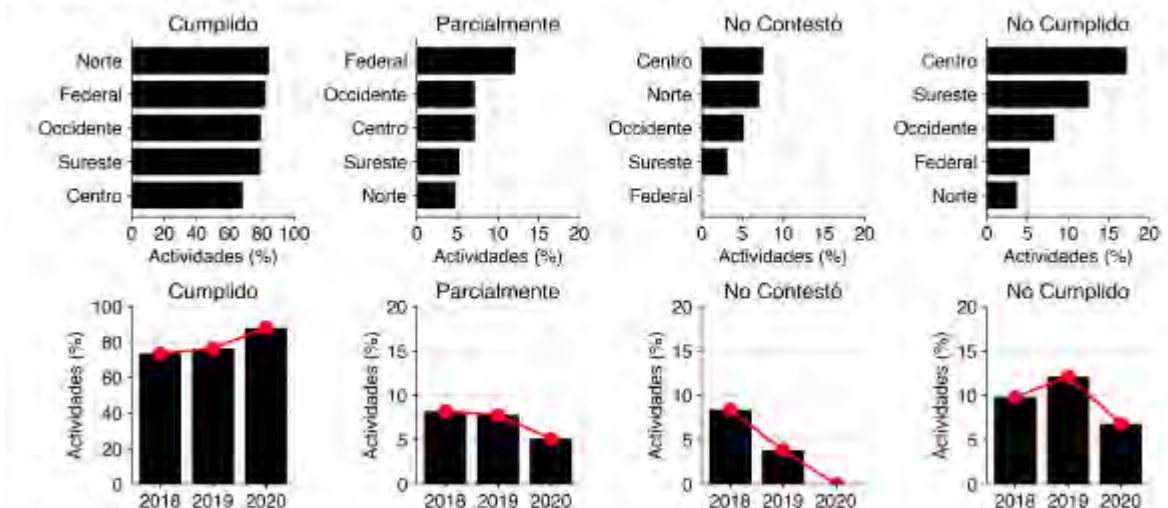 Cumplido
Norte
Federal
Occidente
Sureste
Centro
0 20 40 60 80 100
Actividades (%)
Parcialmente
Federal
Occidente
Centro
Sureste
Norte
0 5 10 15 20
Actividades (%)
No Contestó
Centro
Norte
Occidente
Sureste
Federal
0 5 10 15 20
Actividades (%)
No Cumplido
Centro
Sureste
Occidente
Federal
Norte
0 5 10 15 20
Actividades (%)
Cumplido
Actividades (%)
100
80
60
40
20
0
2018 2019 2020
Parcialmente
Actividades (%)
20
15
10
5
0
2018 2019 2020
No Contestó
Actividades (%)
20
15
10
5
0
2018 2019 2020
No Cumplido
Actividades (%)
20
15
10
5
0
2018 2019 2020